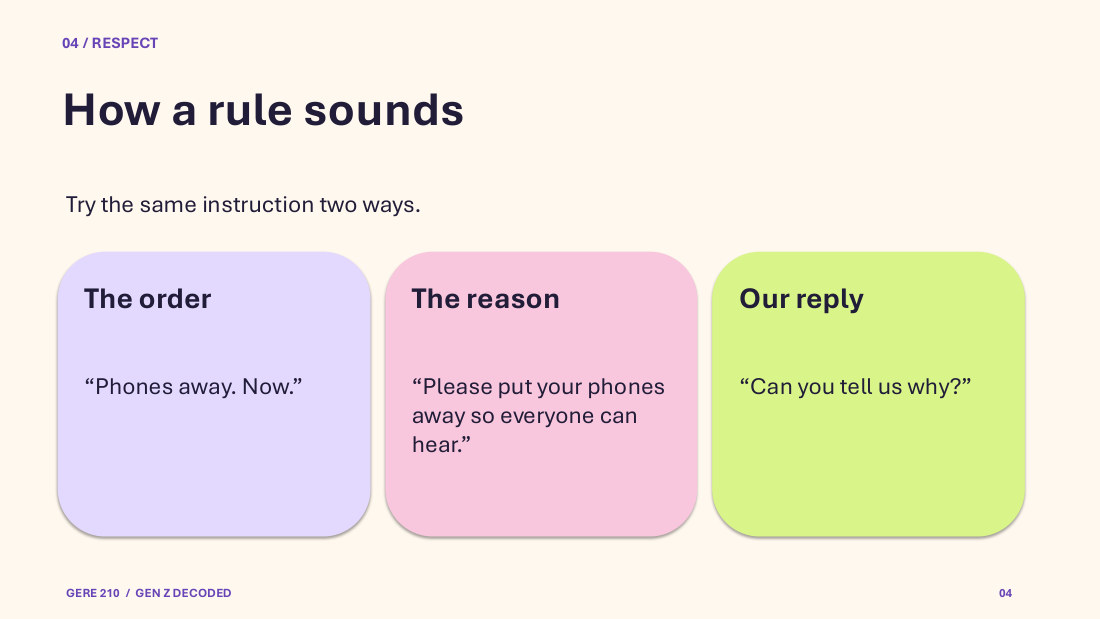 04 / RESPECT
How a rule sounds
Try the same instruction two ways.
The order
“Phones away. Now.”
The reason
“Please put your phones
away so everyone can
hear.”
Our reply
“Can you tell us why?”
GERE 210 / GEN Z DECODED
04